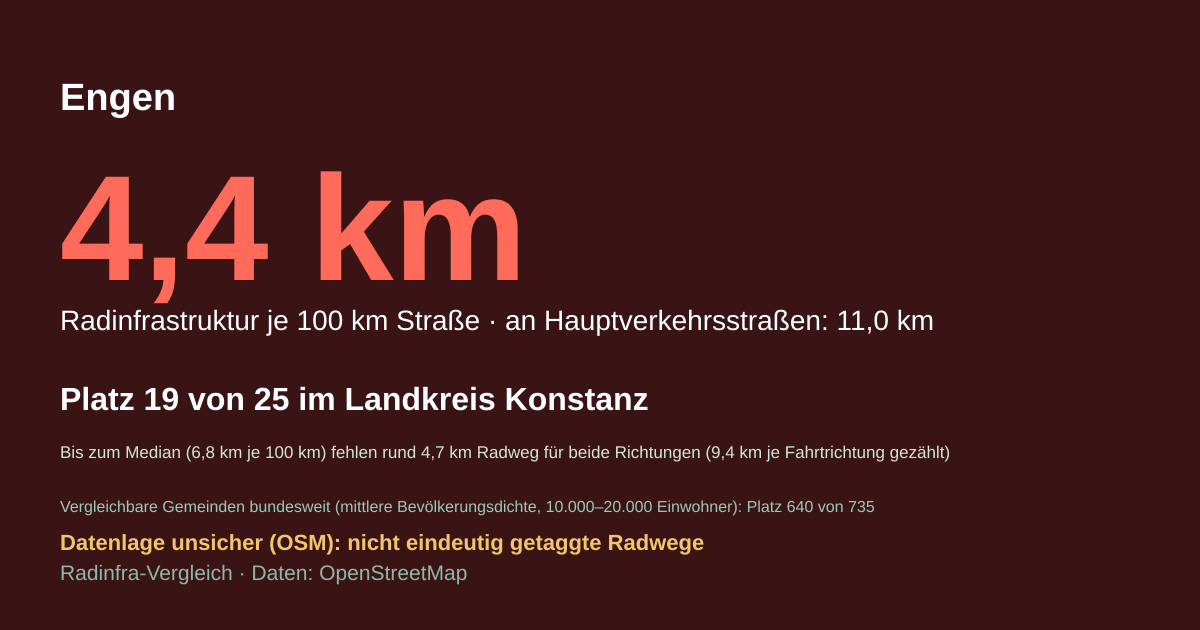 Engen
4,4 km
Radinfrastruktur je 100 km Straße · an Hauptverkehrsstraßen: 11,0 km
Platz 19 von 25 im Landkreis Konstanz
Bis zum Median (6,8 km je 100 km) fehlen rund 4,7 km Radweg für beide Richtungen (9,4 km je Fahrtrichtung gezählt)
Vergleichbare Gemeinden bundesweit (mittlere Bevölkerungsdichte, 10.000–20.000 Einwohner): Platz 640 von 735
Datenlage unsicher (OSM): nicht eindeutig getaggte Radwege
Radinfra-Vergleich · Daten: OpenStreetMap